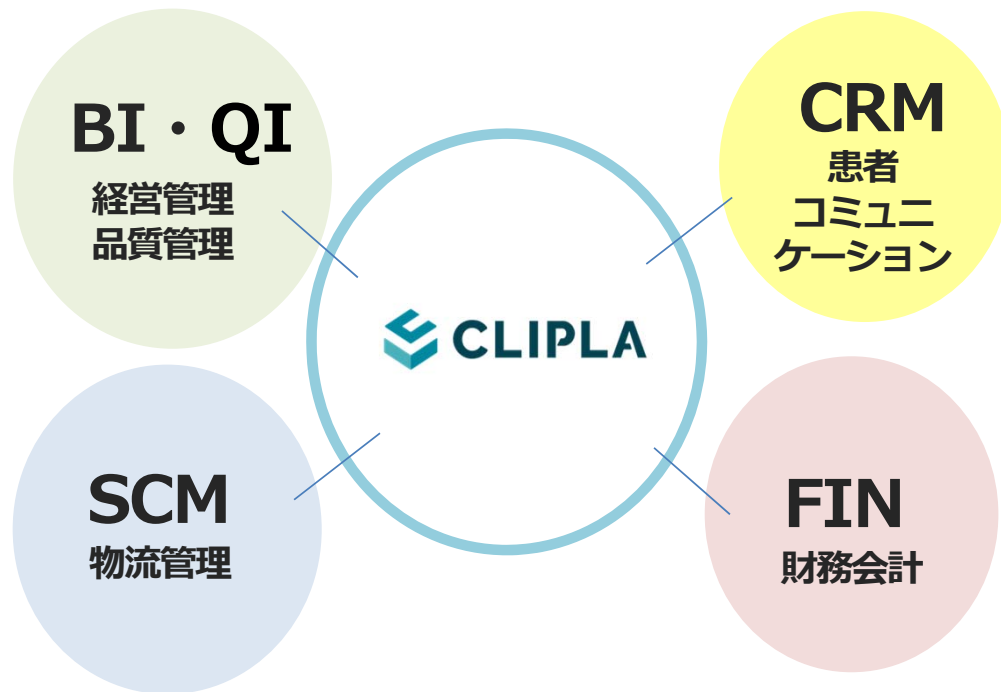 BI・QI
経営管理
品質管理
CRM
患者
コミュニ
ケーション
CLIPLA
SCM
物流管理
FIN
財務会計